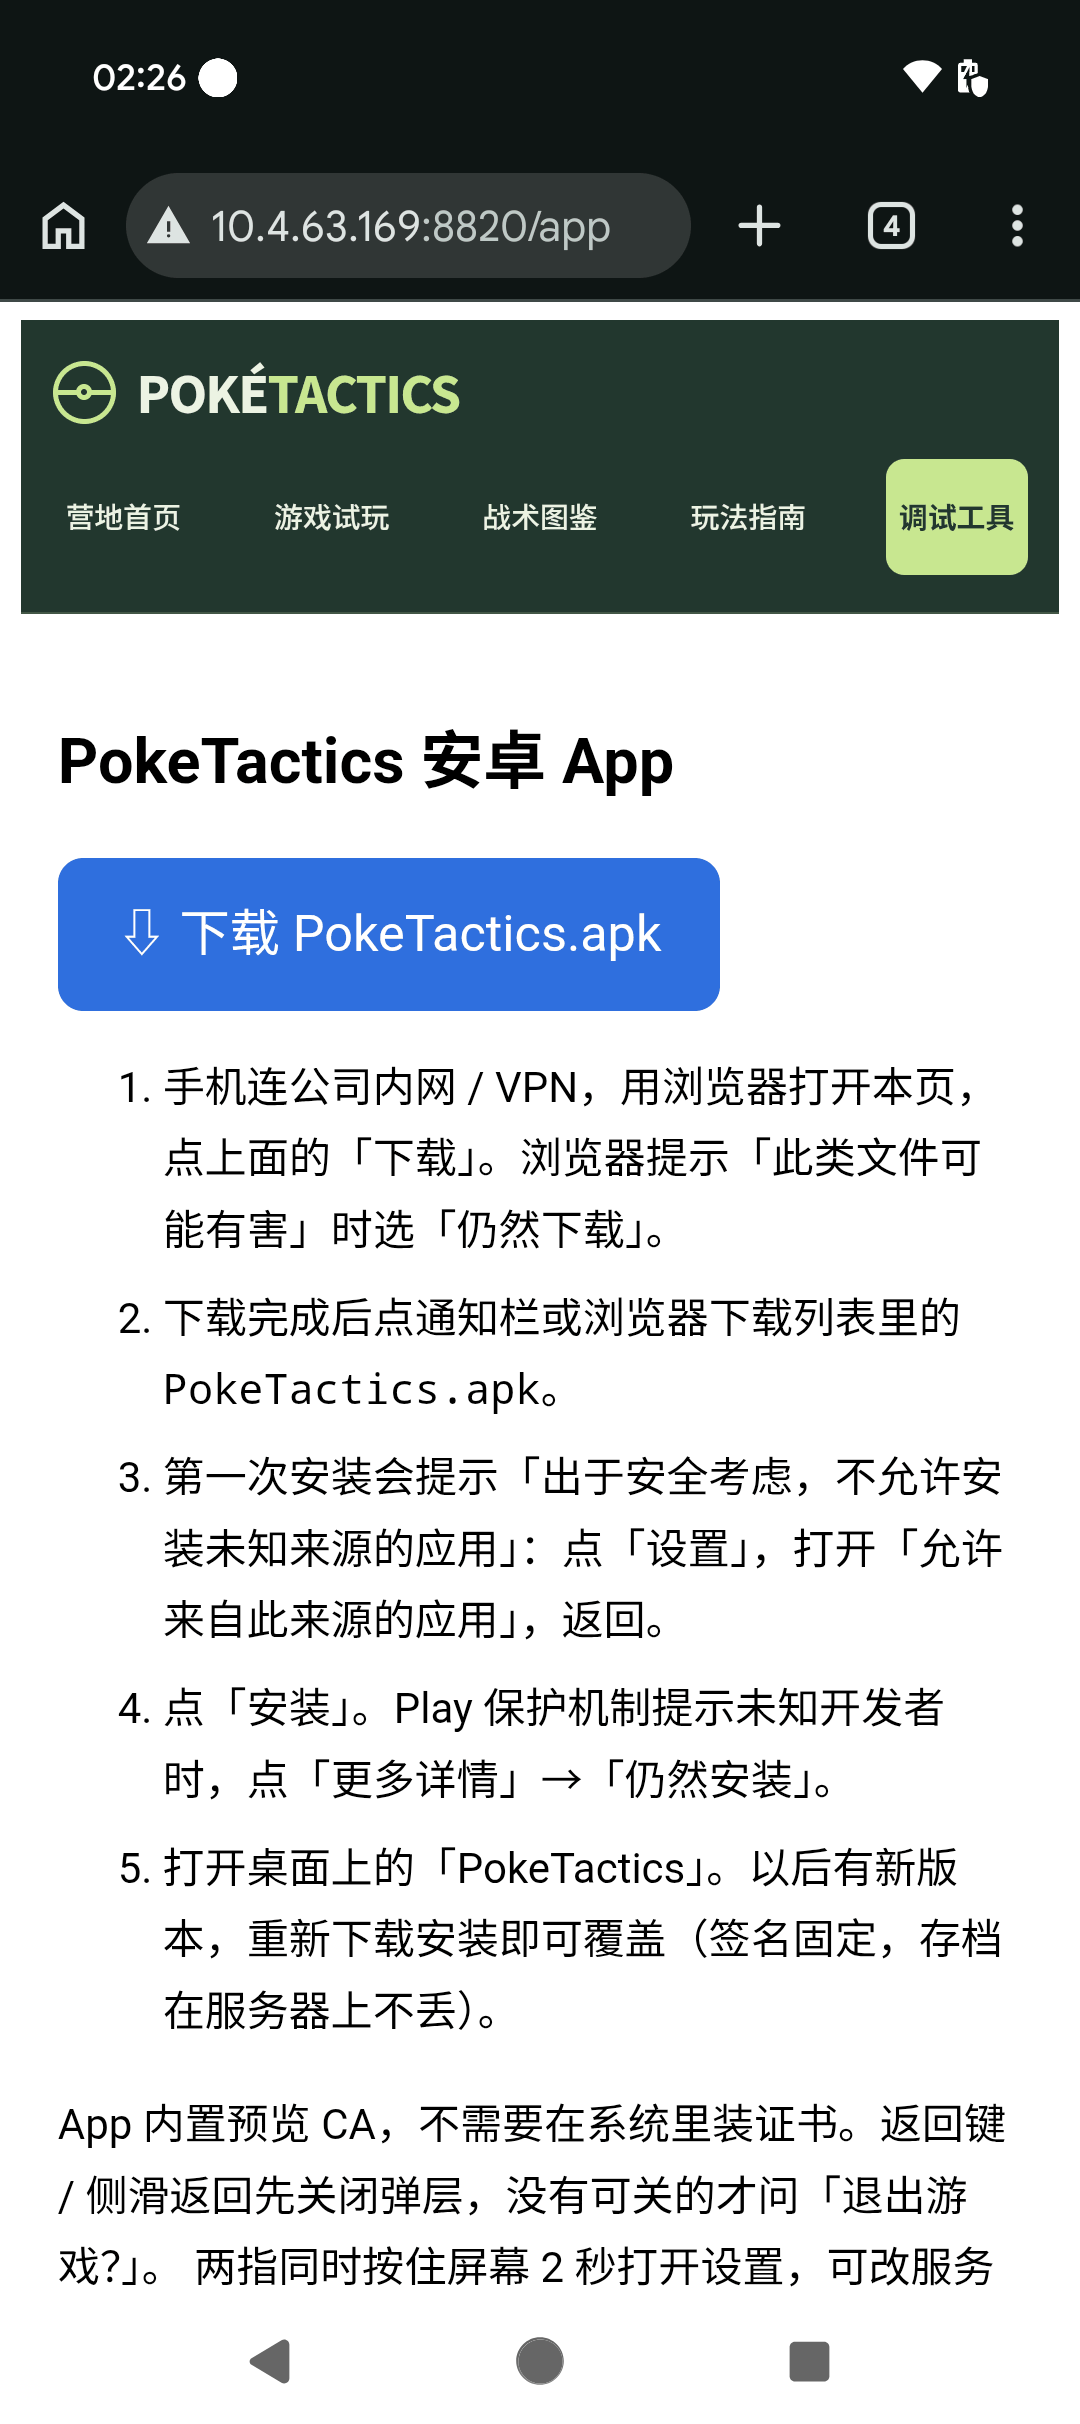 02:26
10.4.63.169:8820/app
4
POKÉTACTICS
营地首页 游戏试玩 战术图鉴 玩法指南 调试工具
PokeTactics 安卓 App
⇩ 下载 PokeTactics.apk
1. 手机连公司内网 / VPN，用浏览器打开本页，
点上面的「下载」。浏览器提示「此类文件可
能有害」时选「仍然下载」。
2. 下载完成后点通知栏或浏览器下载列表里的
PokeTactics.apk。
3. 第一次安装会提示「出于安全考虑，不允许安
装未知来源的应用」：点「设置」，打开「允许
来自此来源的应用」，返回。
4. 点「安装」。Play 保护机制提示未知开发者
时，点「更多详情」→「仍然安装」。
5. 打开桌面上的「PokeTactics」。以后有新版
本，重新下载安装即可覆盖（签名固定，存档
在服务器上不丢）。
App 内置预览 CA，不需要在系统里装证书。返回键
/ 侧滑返回先关闭弹层，没有可关的才问「退出游
戏？」。 两指同时按住屏幕 2 秒打开设置，可改服务